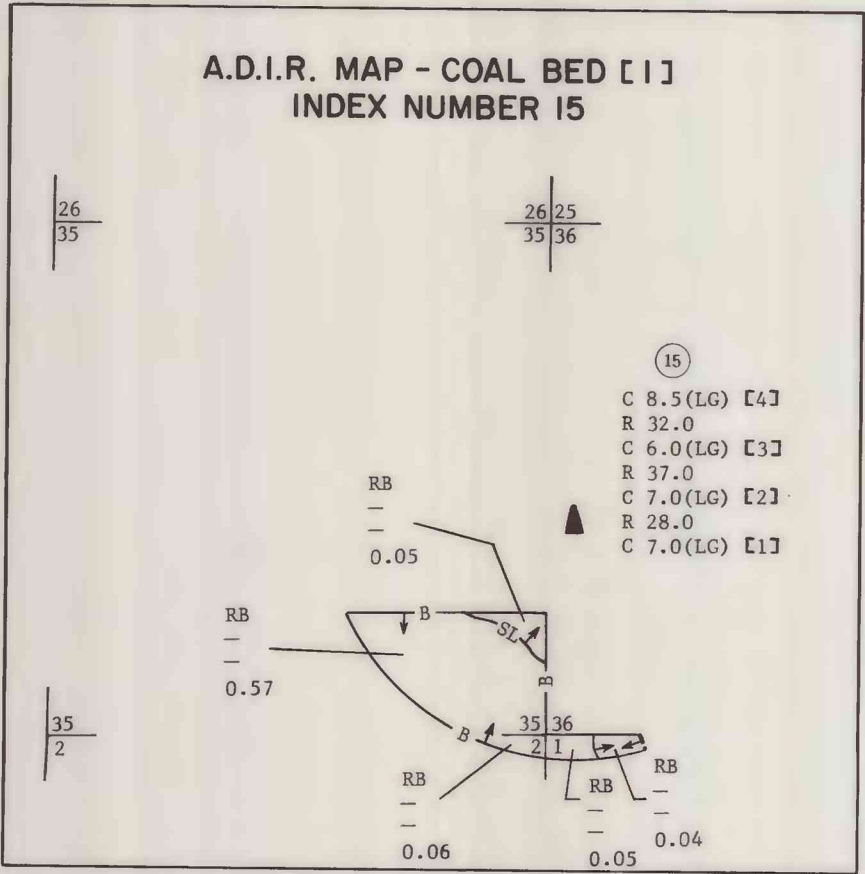 A.D.I.R. MAP - COAL BED [1]
INDEX NUMBER 15
26
35
26 25
35 36
15
C 8.5(LG) [4]
R 32.0
C 6.0(LG) [3]
R 37.0
C 7.0(LG) [2]
R 28.0
C 7.0(LG) [1]
RB
—
—
0.05
B
SL
B
RB
—
—
0.57
35
2
35 36
2 1
B
RB
—
—
0.06
RB
—
—
0.05
RB
—
—
0.04